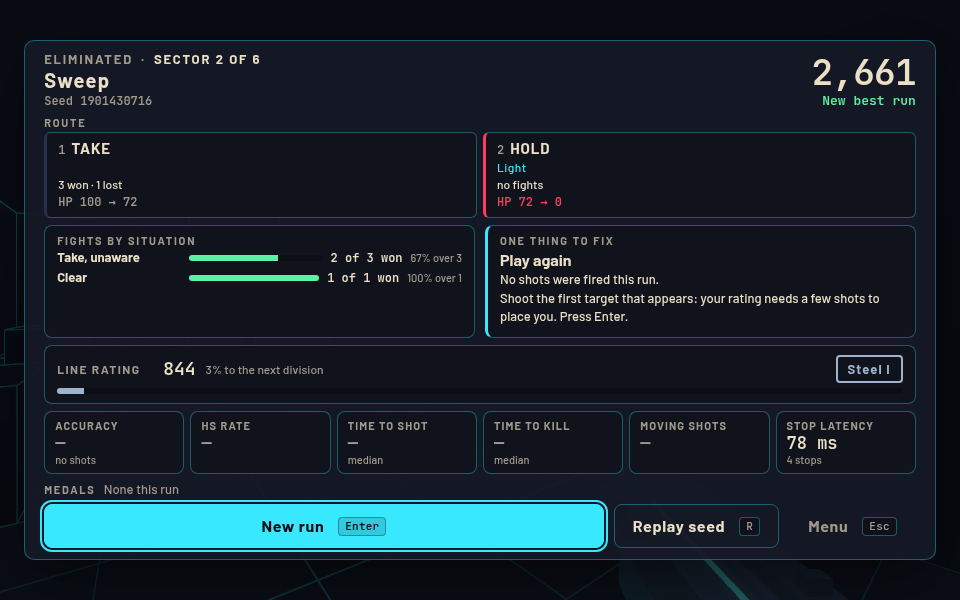 ELIMINATED · SECTOR 2 OF 6
Sweep
Seed 1901430716
2,661
New best run
ROUTE
1 TAKE
3 won · 1 lost
HP 100 → 72
2 HOLD
Light
no fights
HP 72 → 0
FIGHTS BY SITUATION
Take, unaware 2 of 3 won 67% over 3
Clear 1 of 1 won 100% over 1
ONE THING TO FIX
Play again
No shots were fired this run.
Shoot the first target that appears: your rating needs a few shots to
place you. Press Enter.
LINE RATING 844 3% to the next division
Steel I
ACCURACY
—
no shots
HS RATE
—
TIME TO SHOT
—
median
TIME TO KILL
—
median
MOVING SHOTS
—
STOP LATENCY
78 ms
4 stops
MEDALS None this run
New run Enter
Replay seed R
Menu Esc